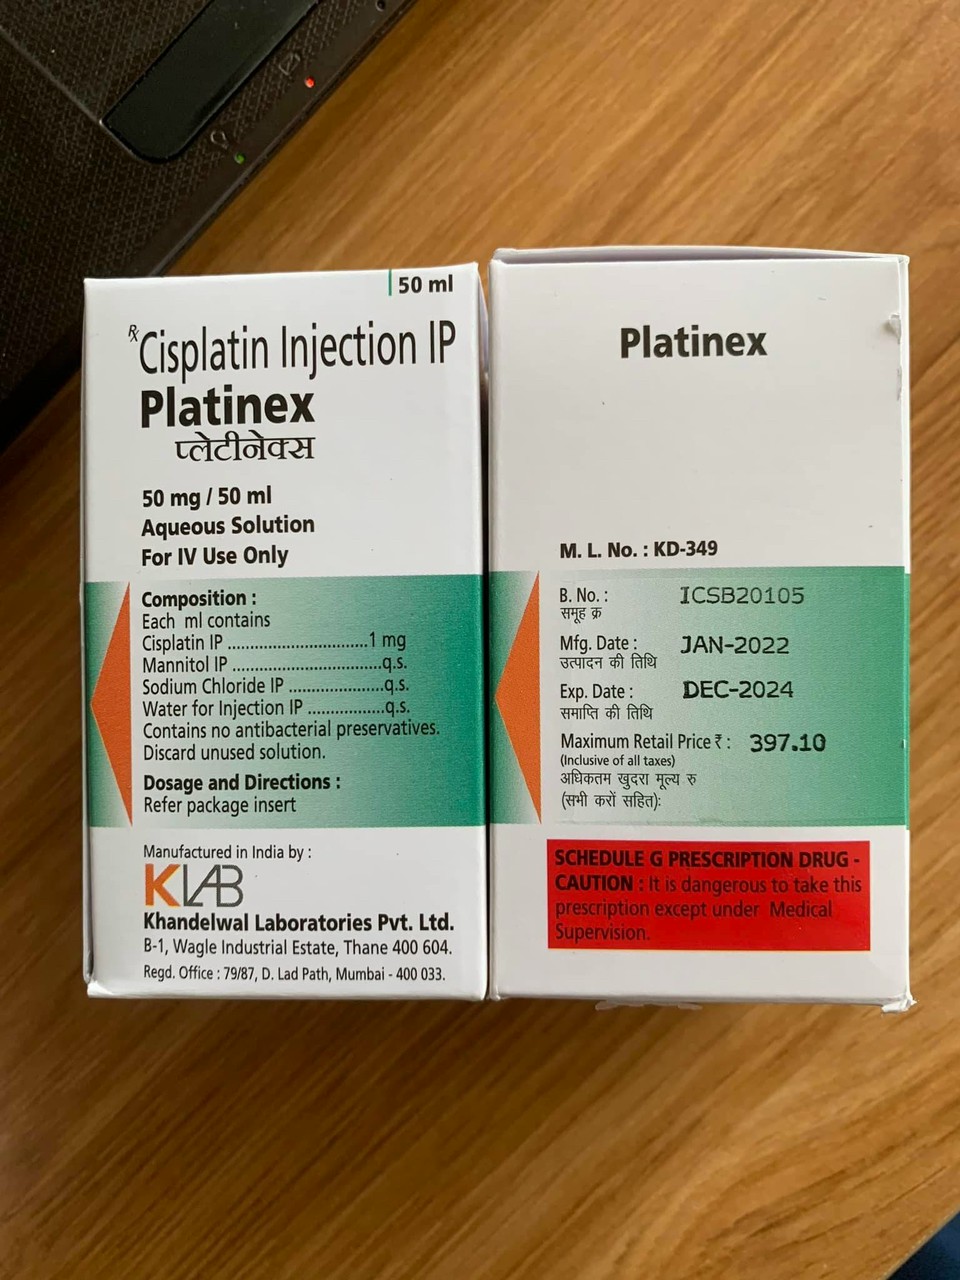 50 ml
Rx Cisplatin Injection IP
Platinex
प्लेटीनेक्स
50 mg / 50 ml
Aqueous Solution
For IV Use Only
Composition :
Each ml contains
Cisplatin IP ..............................1 mg
Mannitol IP ................................q.s.
Sodium Chloride IP .....................q.s.
Water for Injection IP .................q.s.
Contains no antibacterial preservatives.
Discard unused solution.
Dosage and Directions :
Refer package insert
Manufactured in India by :
KLAB
Khandelwal Laboratories Pvt. Ltd.
B-1, Wagle Industrial Estate, Thane 400 604.
Regd. Office : 79/87, D. Lad Path, Mumbai - 400 033.
Platinex
M. L. No. : KD-349
B. No. : ICSB20105
समूह क्र
Mfg. Date : JAN-2022
उत्पादन की तिथि
Exp. Date : DEC-2024
समाप्ति की तिथि
Maximum Retail Price ₹ : 397.10
(Inclusive of all taxes)
अधिकतम खुदरा मूल्य रु
(सभी करों सहित):
SCHEDULE G PRESCRIPTION DRUG -
CAUTION : It is dangerous to take this
prescription except under Medical
Supervision.